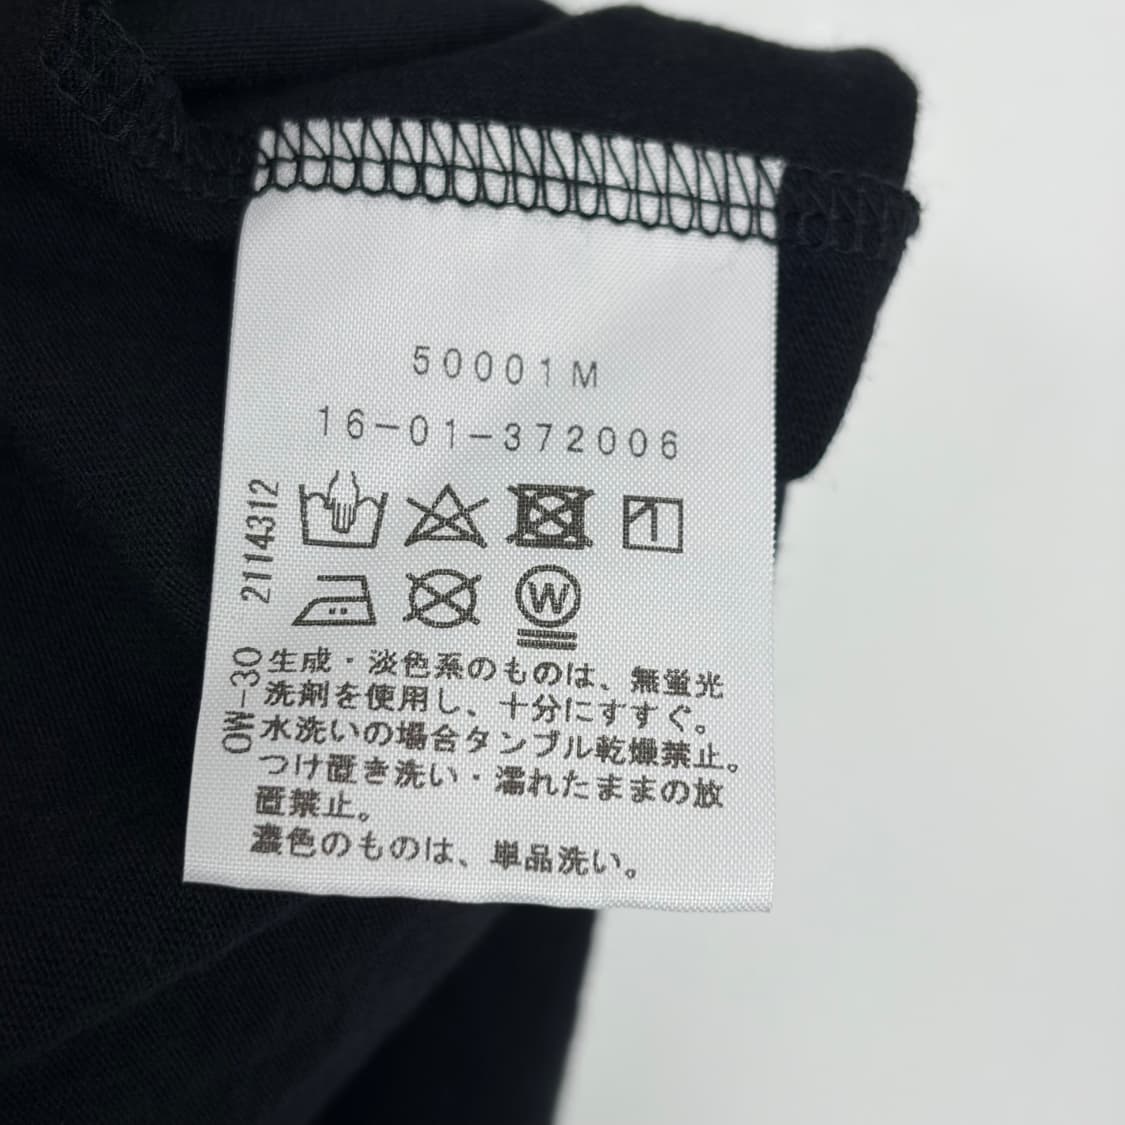 50001M
16-01-372006
2114312
W
OW-30
生成・淡色系のものは、無蛍光
洗剤を使用し、十分にすすぐ。
水洗いの場合タンブル乾燥禁止。
つけ置き洗い・濡れたままの放
置禁止。
濃色のものは、単品洗い。